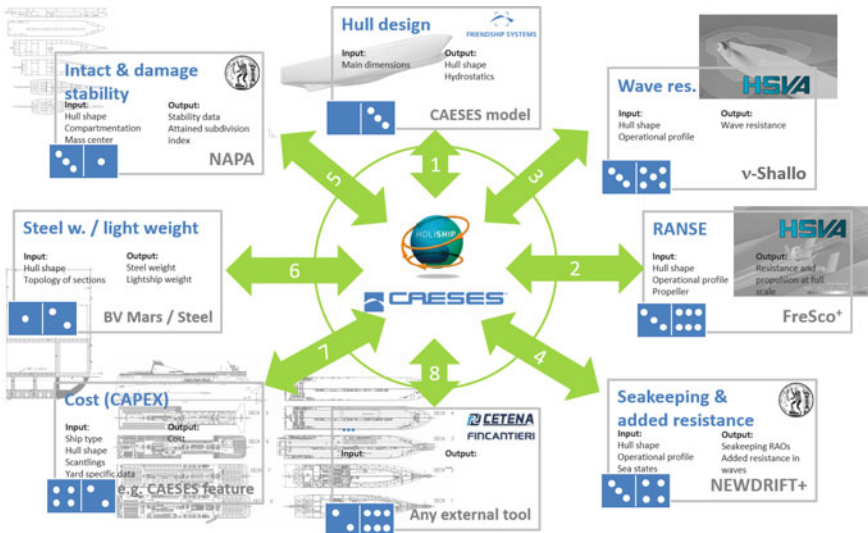 Hull design
FRIENDSHIP SYSTEMS
Input:
Main dimensions
Output:
Hull shape
Hydrostatics
CAESES model
Intact & damage
stability
Input:
Hull shape
Compartmentation
Mass center
Output:
Stability data
Attained subdivision
index
NAPA
Wave res.
HSVA
Input:
Hull shape
Operational profile
Output:
Wave resistance
ν-Shallo
1
5
3
HOLISHIP
CAESES
Steel w. / light weight
Input:
Hull shape
Topology of sections
Output:
Steel weight
Lightship weight
BV Mars / Steel
6
2
RANSE
HSVA
Input:
Hull shape
Operational profile
Propeller
Output:
Resistance and
propulsion at full
scale
FreSco+
7
8
4
Cost (CAPEX)
Input:
Ship type
Hull shape
Scantlings
Yard specific data
Output:
Cost
e.g. CAESES feature
CETENA
FINCANTIERI
...
Input:
Output:
Any external tool
Seakeeping &
added resistance
Input:
Hull shape
Operational profile
Sea states
Output:
Seakeeping RAOs
Added resistance in
waves
NEWDRIFT+